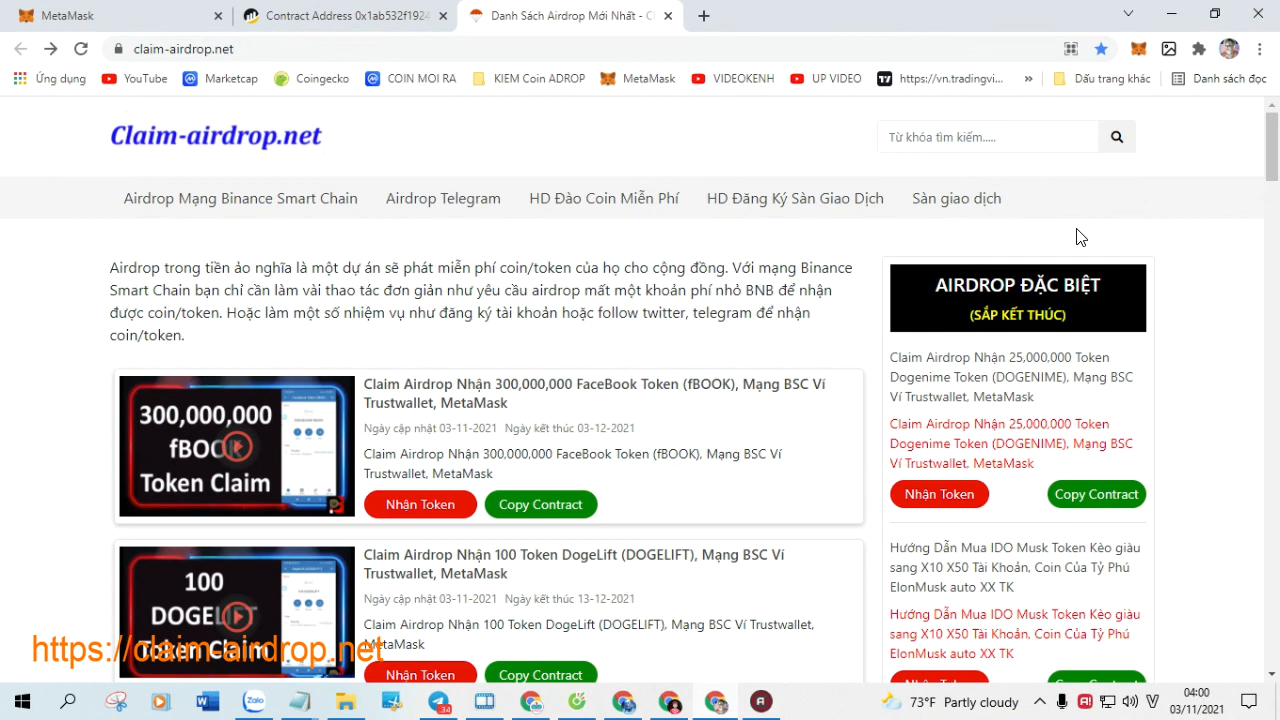 MetaMask
Contract Address 0x1ab532f1924
Danh Sách Airdrop Mới Nhất - C
claim-airdrop.net
Ứng dụng
YouTube
Marketcap
Coingecko
COIN MOI RA
KIEM Coin ADROP
MetaMask
VIDEOKENH
UP VIDEO
https://vn.tradingvi...
»
Dấu trang khác
Danh sách đọc
Claim-airdrop.net
Từ khóa tìm kiếm.....
Airdrop Mạng Binance Smart Chain
Airdrop Telegram
HD Đào Coin Miễn Phí
HD Đăng Ký Sàn Giao Dịch
Sàn giao dịch
Airdrop trong tiền ảo nghĩa là một dự án sẽ phát miễn phí coin/token của họ cho cộng đồng. Với mạng Binance
Smart Chain bạn chỉ cần làm vài thao tác đơn giản như yêu cầu airdrop mất một khoản phí nhỏ BNB để nhận
được coin/token. Hoặc làm một số nhiệm vụ như đăng ký tài khoản hoặc follow twitter, telegram để nhận
coin/token.
300,000,000
fBOOK
Token Claim
Claim Airdrop Nhận 300,000,000 FaceBook Token (fBOOK), Mạng BSC Ví
Trustwallet, MetaMask
Ngày cập nhật 03-11-2021 Ngày kết thúc 03-12-2021
Claim Airdrop Nhận 300,000,000 FaceBook Token (fBOOK), Mạng BSC Ví
Trustwallet, MetaMask
Nhận Token
Copy Contract
100
DOGELIFT
Token Claim
Claim Airdrop Nhận 100 Token DogeLift (DOGELIFT), Mạng BSC Ví
Trustwallet, MetaMask
Ngày cập nhật 03-11-2021 Ngày kết thúc 13-12-2021
Claim Airdrop Nhận 100 Token DogeLift (DOGELIFT), Mạng BSC Ví Trustwallet,
MetaMask
Nhận Token
Copy Contract
https://claim-airdrop.net
AIRDROP ĐẶC BIỆT
(SẮP KẾT THÚC)
Claim Airdrop Nhận 25,000,000 Token
Dogenime Token (DOGENIME), Mạng BSC
Ví Trustwallet, MetaMask
Claim Airdrop Nhận 25,000,000 Token
Dogenime Token (DOGENIME), Mạng BSC
Ví Trustwallet, MetaMask
Nhận Token
Copy Contract
Hướng Dẫn Mua IDO Musk Token Kèo giàu
sang X10 X50 Tài Khoản, Coin Của Tỷ Phú
ElonMusk auto XX TK
Hướng Dẫn Mua IDO Musk Token Kèo giàu
sang X10 X50 Tài Khoản, Coin Của Tỷ Phú
ElonMusk auto XX TK
Zalo
34
73°F Partly cloudy
04:00
03/11/2021